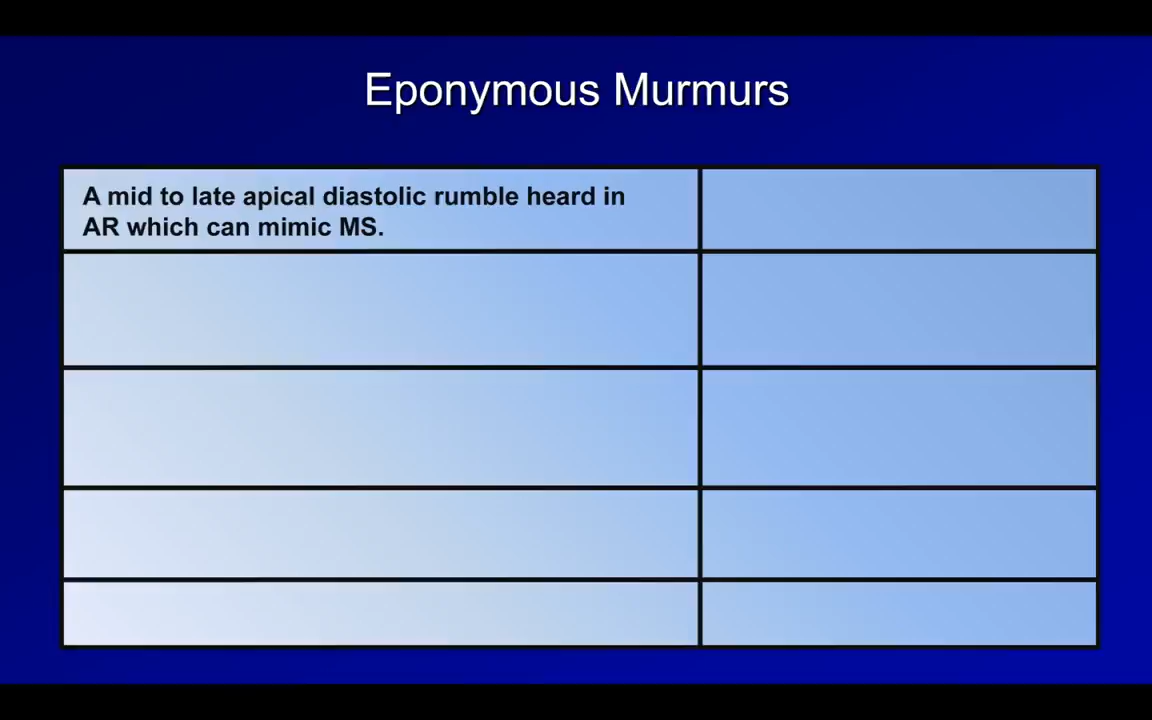 Eponymous Murmurs
A mid to late apical diastolic rumble heard in
AR which can mimic MS.